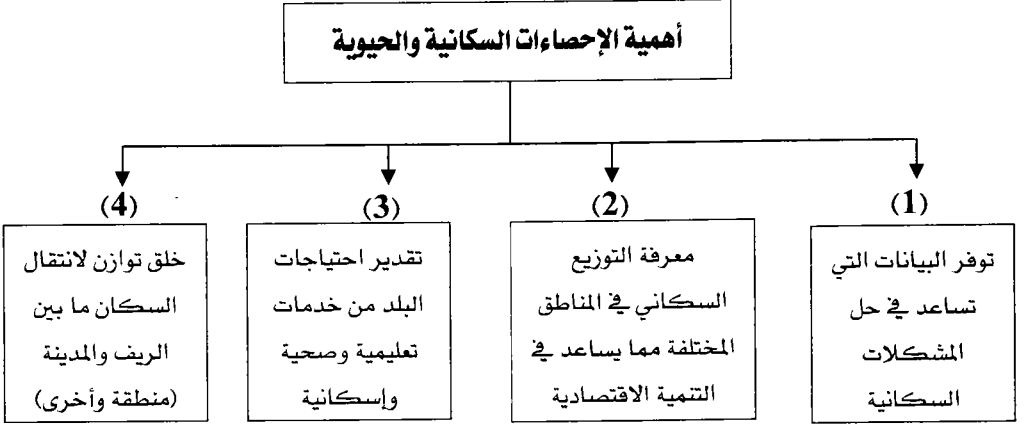 أهمية الإحصاءات السكانية والحيوية
(1)
توفر البيانات التي
تساعد في حل
المشكلات
السكانية
(2)
معرفة التوزيع
السكاني في المناطق
المختلفة مما يساعد في
التنمية الاقتصادية
(3)
تقدير احتياجات
البلد من خدمات
تعليمية وصحية
وإسكانية
(4)
خلق توازن لانتقال
السكان ما بين
الريف والمدينة
(منطقة وأخرى)